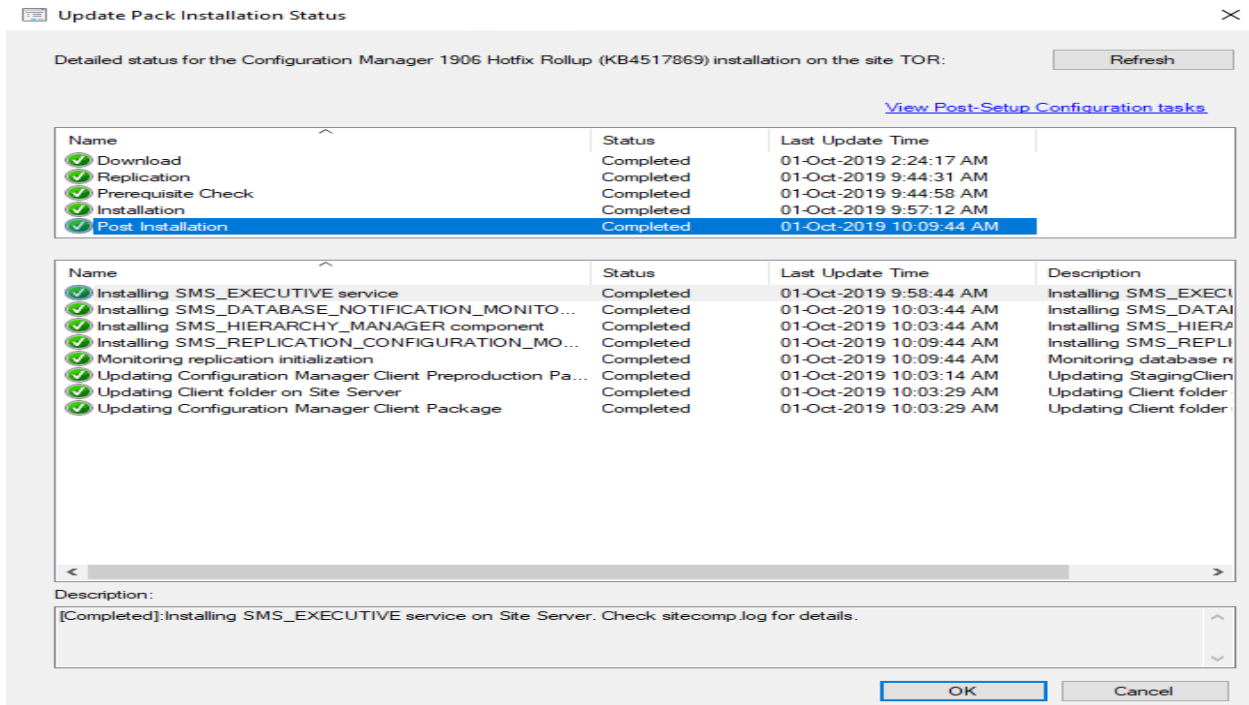 Update Pack Installation Status
Detailed status for the Configuration Manager 1906 Hotfix Rollup (KB4517869) installation on the site TOR: Refresh
View Post-Setup Configuration tasks
Name Status Last Update Time
Download Completed 01-Oct-2019 2:24:17 AM
Replication Completed 01-Oct-2019 9:44:31 AM
Prerequisite Check Completed 01-Oct-2019 9:44:58 AM
Installation Completed 01-Oct-2019 9:57:12 AM
Post Installation Completed 01-Oct-2019 10:09:44 AM
Name Status Last Update Time Description
Installing SMS_EXECUTIVE service Completed 01-Oct-2019 9:58:44 AM Installing SMS_EXECU
Installing SMS_DATABASE_NOTIFICATION_MONITO... Completed 01-Oct-2019 10:03:44 AM Installing SMS_DATAI
Installing SMS_HIERARCHY_MANAGER component Completed 01-Oct-2019 10:03:44 AM Installing SMS_HIERA
Installing SMS_REPLICATION_CONFIGURATION_MO... Completed 01-Oct-2019 10:09:44 AM Installing SMS_REPLI
Monitoring replication initialization Completed 01-Oct-2019 10:09:44 AM Monitoring database re
Updating Configuration Manager Client Preproduction Pa... Completed 01-Oct-2019 10:03:14 AM Updating StagingClien
Updating Client folder on Site Server Completed 01-Oct-2019 10:03:29 AM Updating Client folder
Updating Configuration Manager Client Package Completed 01-Oct-2019 10:03:29 AM Updating Client folder
Description:
[Completed]:Installing SMS_EXECUTIVE service on Site Server. Check sitecomp.log for details.
OK Cancel